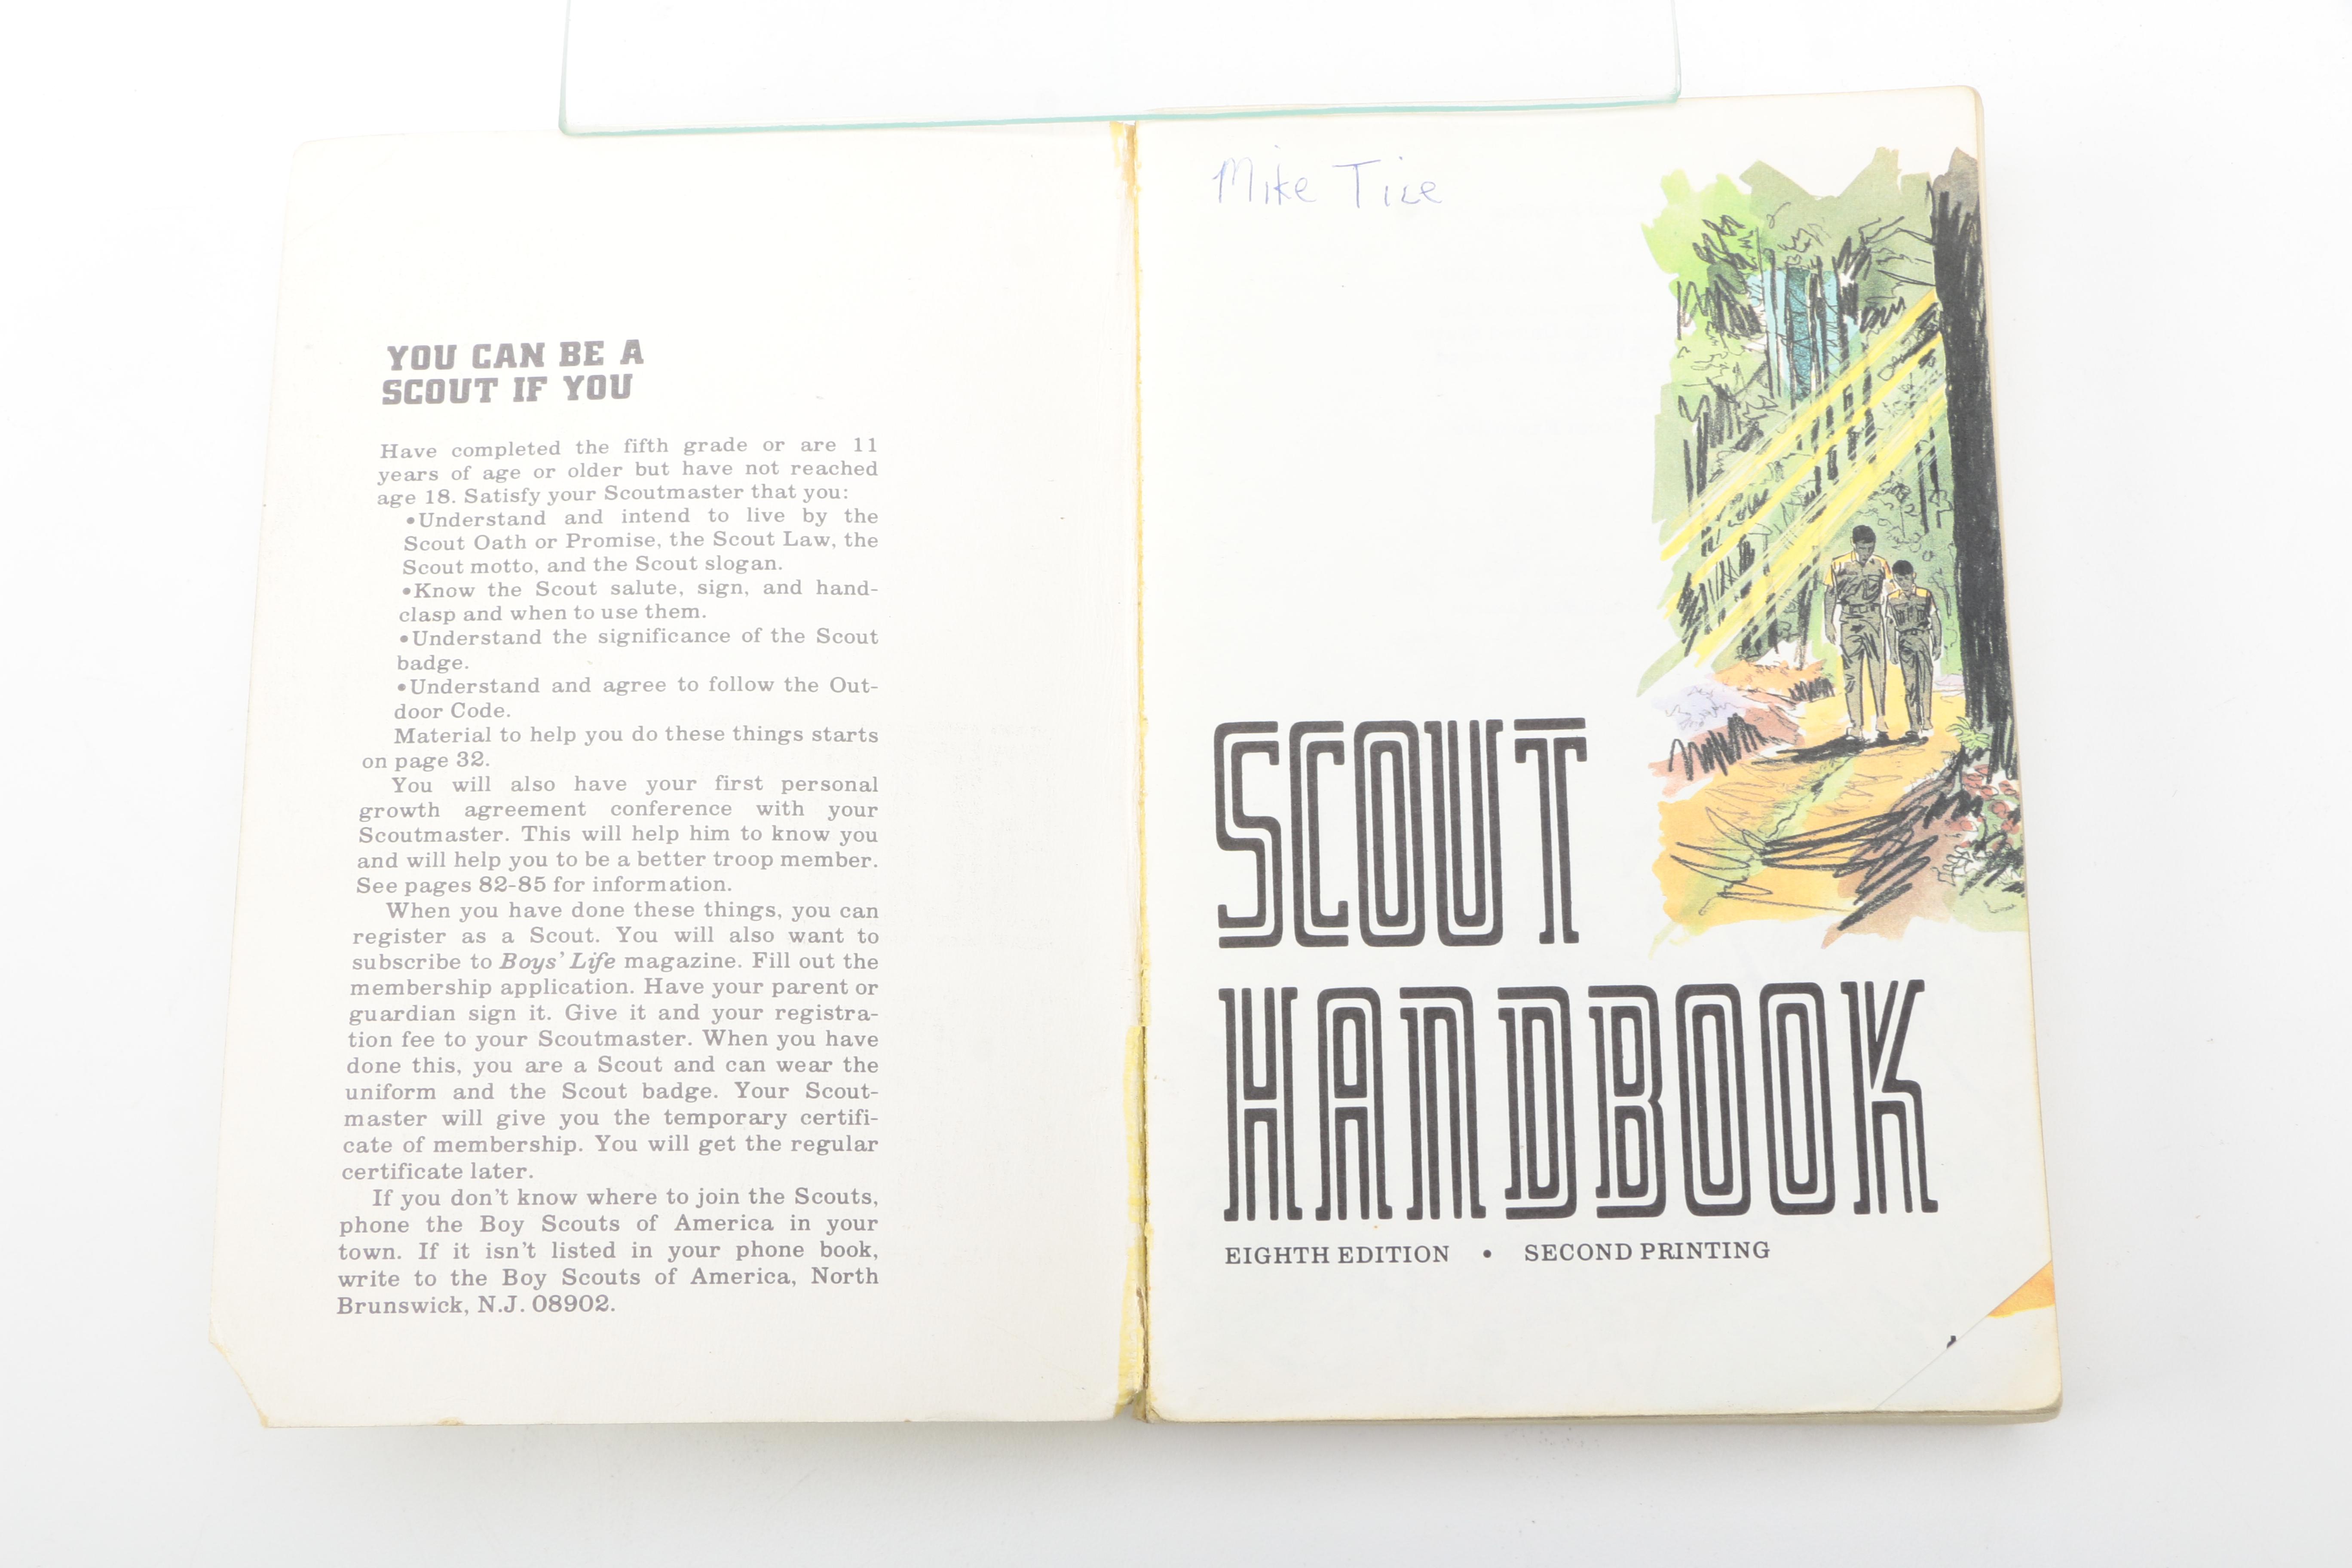 YOU CAN BE A
SCOUT IF YOU
Have completed the fifth grade or are 11
years of age or older but have not reached
age 18. Satisfy your Scoutmaster that you:
•Understand and intend to live by the
Scout Oath or Promise, the Scout Law, the
Scout motto, and the Scout slogan.
•Know the Scout salute, sign, and hand-
clasp and when to use them.
•Understand the significance of the Scout
badge.
•Understand and agree to follow the Out-
door Code.
Material to help you do these things starts
on page 32.
You will also have your first personal
growth agreement conference with your
Scoutmaster. This will help him to know you
and will help you to be a better troop member.
See pages 82-85 for information.
When you have done these things, you can
register as a Scout. You will also want to
subscribe to Boys' Life magazine. Fill out the
membership application. Have your parent or
guardian sign it. Give it and your registra-
tion fee to your Scoutmaster. When you have
done this, you are a Scout and can wear the
uniform and the Scout badge. Your Scout-
master will give you the temporary certifi-
cate of membership. You will get the regular
certificate later.
If you don't know where to join the Scouts,
phone the Boy Scouts of America in your
town. If it isn't listed in your phone book,
write to the Boy Scouts of America, North
Brunswick, N.J. 08902.
Mike
SCOUT
HANDBOOK
EIGHTH EDITION • SECOND PRINTING